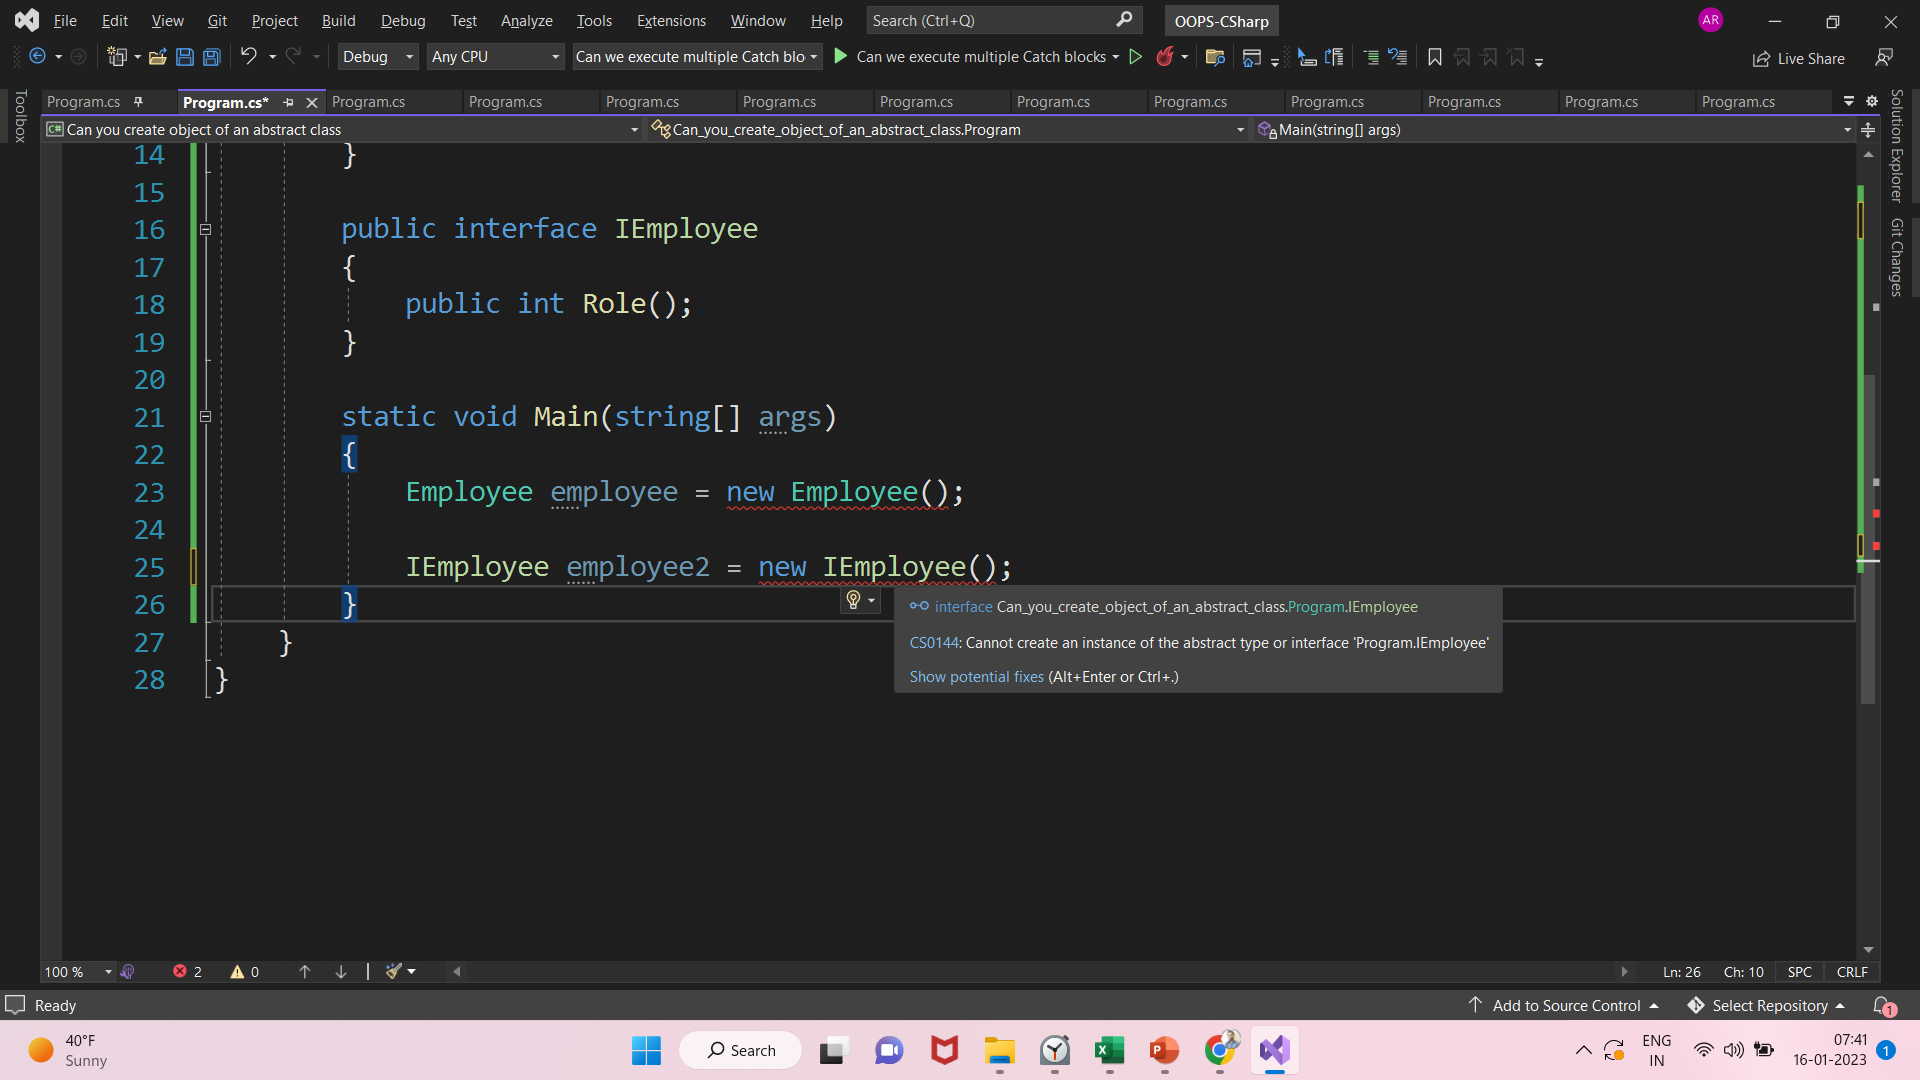 File Edit View Git Project Build Debug Test Analyze Tools Extensions Window Help Search (Ctrl+Q) OOPS-CSharp AR
Debug Any CPU Can we execute multiple Catch blo Can we execute multiple Catch blocks Live Share
Toolbox
Program.cs Program.cs* Program.cs Program.cs Program.cs Program.cs Program.cs Program.cs Program.cs Program.cs Program.cs Program.cs Program.cs
C# Can you create object of an abstract class Can_you_create_object_of_an_abstract_class.Program Main(string[] args)
Solution Explorer
Git Changes
14 }
15
16 public interface IEmployee
17 {
18 public int Role();
19 }
20
21 static void Main(string[] args)
22 {
23 Employee employee = new Employee();
24
25 IEmployee employee2 = new IEmployee();
26 }
27 }
28 }
interface Can_you_create_object_of_an_abstract_class.Program.IEmployee
CS0144: Cannot create an instance of the abstract type or interface 'Program.IEmployee'
Show potential fixes (Alt+Enter or Ctrl+.)
100 % 2 0 Ln: 26 Ch: 10 SPC CRLF
Ready Add to Source Control Select Repository 1
40°F
Sunny
Search
X P
ENG
IN
07:41
16-01-2023
1